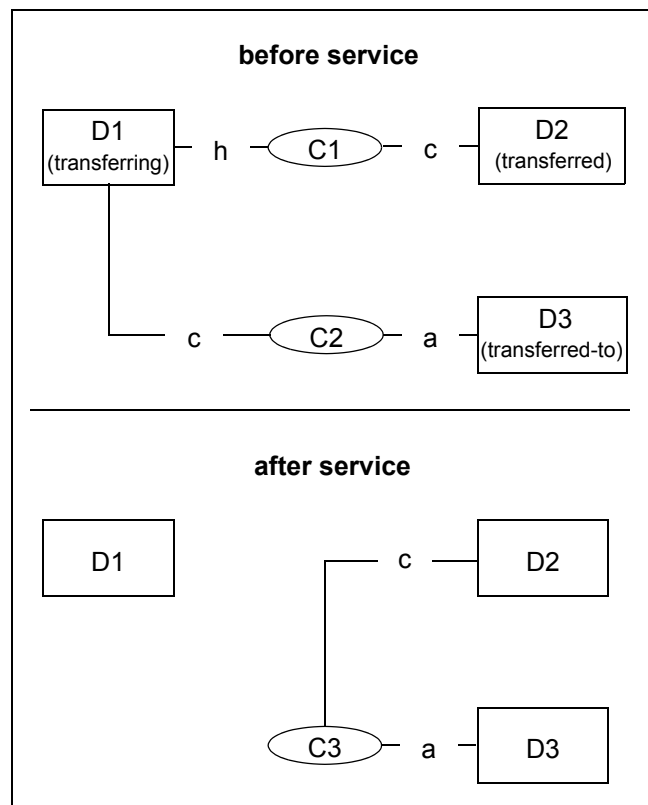 before service
D1
(transferring)
h
C1
c
D2
(transferred)
c
C2
a
D3
(transferred-to)
after service
D1
c
D2
C3
a
D3